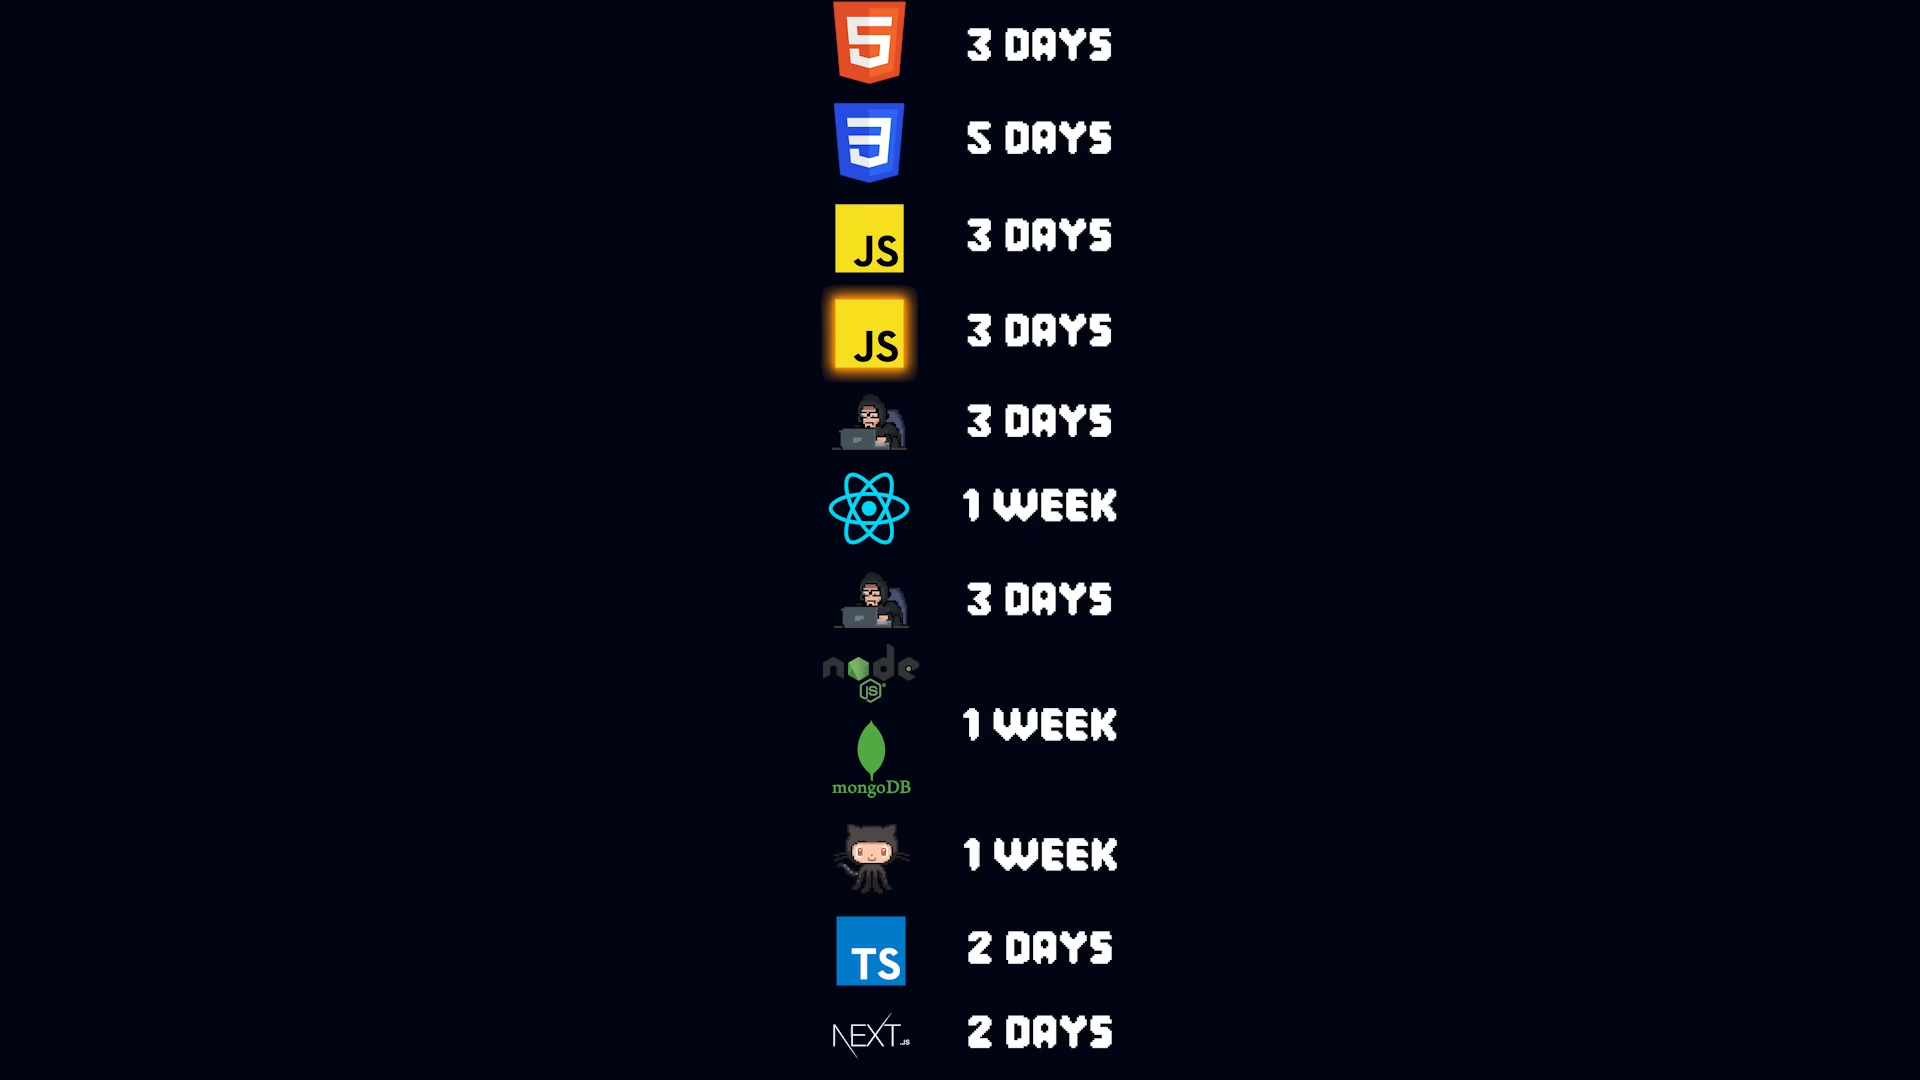 5 3 DAYS
3 5 DAYS
JS 3 DAYS
JS 3 DAYS
3 DAYS
1 WEEK
3 DAYS
node
JS
1 WEEK
mongoDB
1 WEEK
TS 2 DAYS
NEXT.JS 2 DAYS